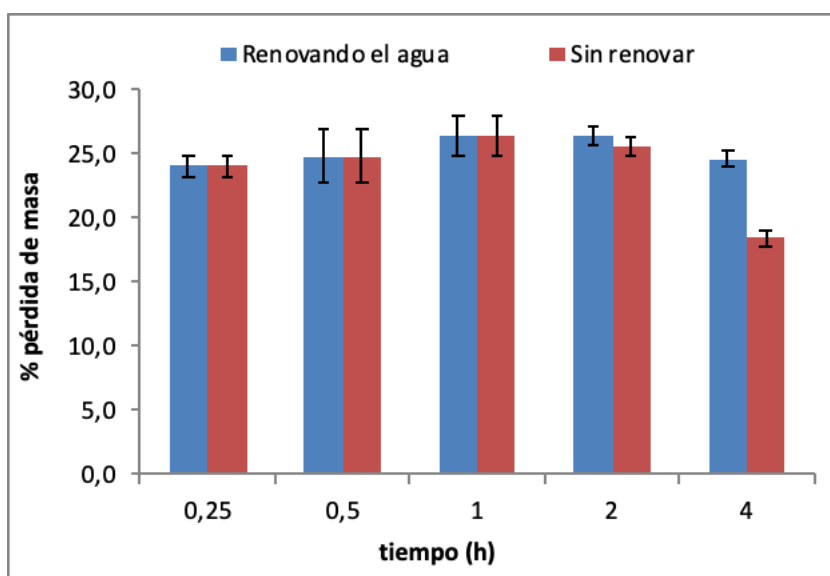 Renovando el agua Sin renovar
30,0
25,0
20,0
15,0
10,0
5,0
0,0
% pérdida de masa
0,25 0,5 1 2 4
tiempo (h)